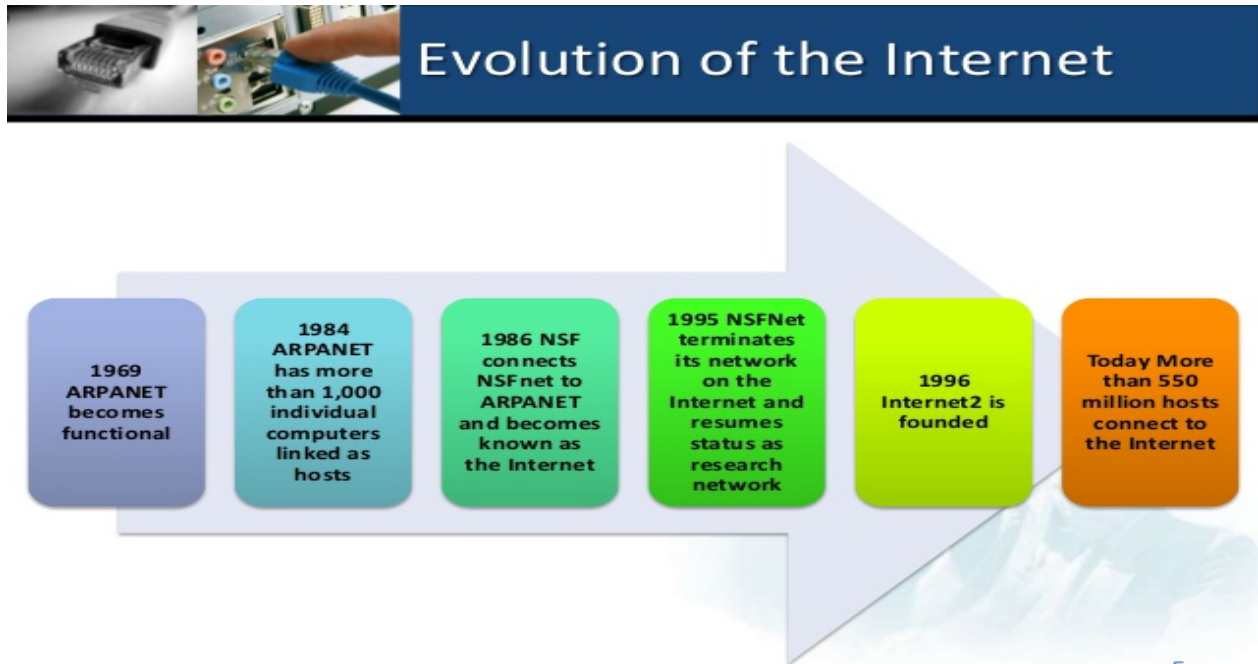 Evolution of the Internet
1969
ARPANET
becomes
functional
1984
ARPANET
has more
than 1,000
individual
computers
linked as
hosts
1986 NSF
connects
NSFnet to
ARPANET
and becomes
known as
the Internet
1995 NSFNet
terminates
its network
on the
Internet and
resumes
status as
research
network
1996
Internet2 is
founded
Today More
than 550
million hosts
connect to
the Internet